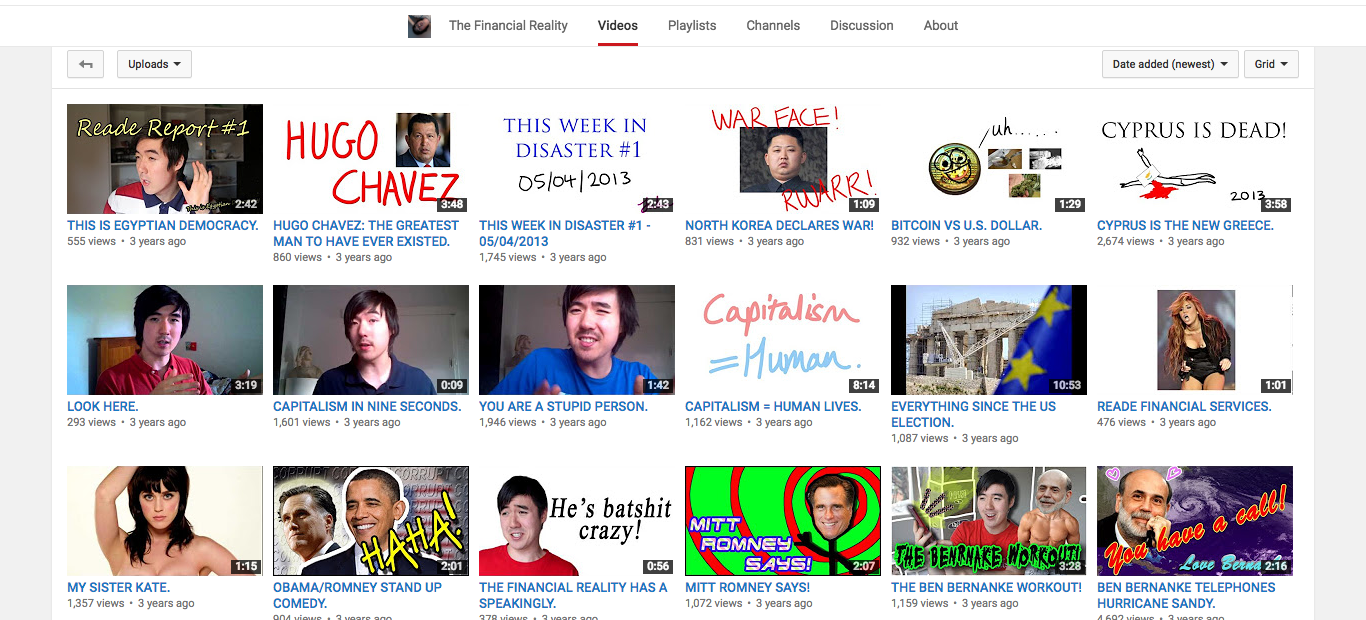 The Financial Reality
Videos
Playlists
Channels
Discussion
About
Uploads
Date added (newest)
Grid
Reade Report #1
This is Egyptian Democracy
2:42
HUGO
CHAVEZ
3:48
THIS WEEK IN
DISASTER #1
05/04/2013
2:43
WAR FACE!
RWARR!
1:09
uh......
1:29
CYPRUS IS DEAD!
2013
3:58
THIS IS EGYPTIAN DEMOCRACY.
555 views • 3 years ago
HUGO CHAVEZ: THE GREATEST
MAN TO HAVE EVER EXISTED.
860 views • 3 years ago
THIS WEEK IN DISASTER #1 -
05/04/2013
1,745 views • 3 years ago
NORTH KOREA DECLARES WAR!
831 views • 3 years ago
BITCOIN VS U.S. DOLLAR.
932 views • 3 years ago
CYPRUS IS THE NEW GREECE.
2,674 views • 3 years ago
3:19
0:09
1:42
Capitalism
=Human.
8:14
10:53
1:01
LOOK HERE.
293 views • 3 years ago
CAPITALISM IN NINE SECONDS.
1,601 views • 3 years ago
YOU ARE A STUPID PERSON.
1,946 views • 3 years ago
CAPITALISM = HUMAN LIVES.
1,162 views • 3 years ago
EVERYTHING SINCE THE US
ELECTION.
1,087 views • 3 years ago
READE FINANCIAL SERVICES.
476 views • 3 years ago
1:15
CORRUPT
HAHA!
2:01
He's batshit
crazy!
0:56
MITT
ROMNEY
SAYS!
2:07
THE BERNANKE WORKOUT!
3:28
You have a call!
Love Berna
2:16
MY SISTER KATE.
1,357 views • 3 years ago
OBAMA/ROMNEY STAND UP
COMEDY.
904 views • 3 years ago
THE FINANCIAL REALITY HAS A
SPEAKINGLY.
378 views • 3 years ago
MITT ROMNEY SAYS!
1,072 views • 3 years ago
THE BEN BERNANKE WORKOUT!
1,159 views • 3 years ago
BEN BERNANKE TELEPHONES
HURRICANE SANDY.
4,692 views • 3 years ago